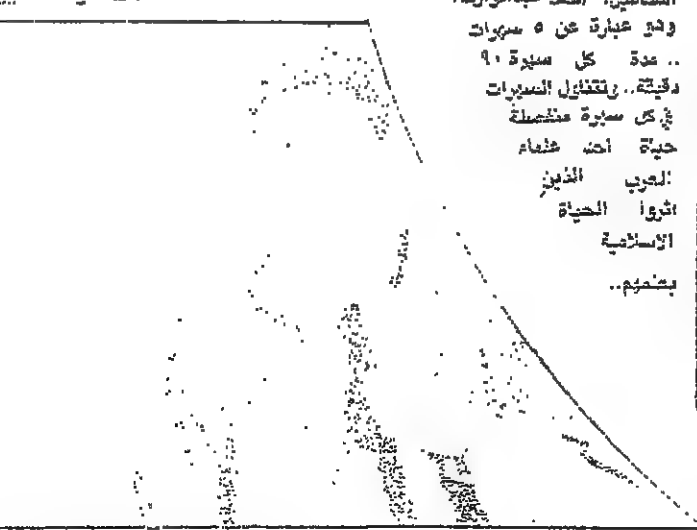 وهو عبارة عن ٥ سهرات
.. مدة كل سهرة ٩٠
دقيقة.. وتتناول السهرات
في كل سهرة منفصلة
حياة احد علماء
العرب الذين
اثروا الحياة
الاسلامية
بعلمهم..